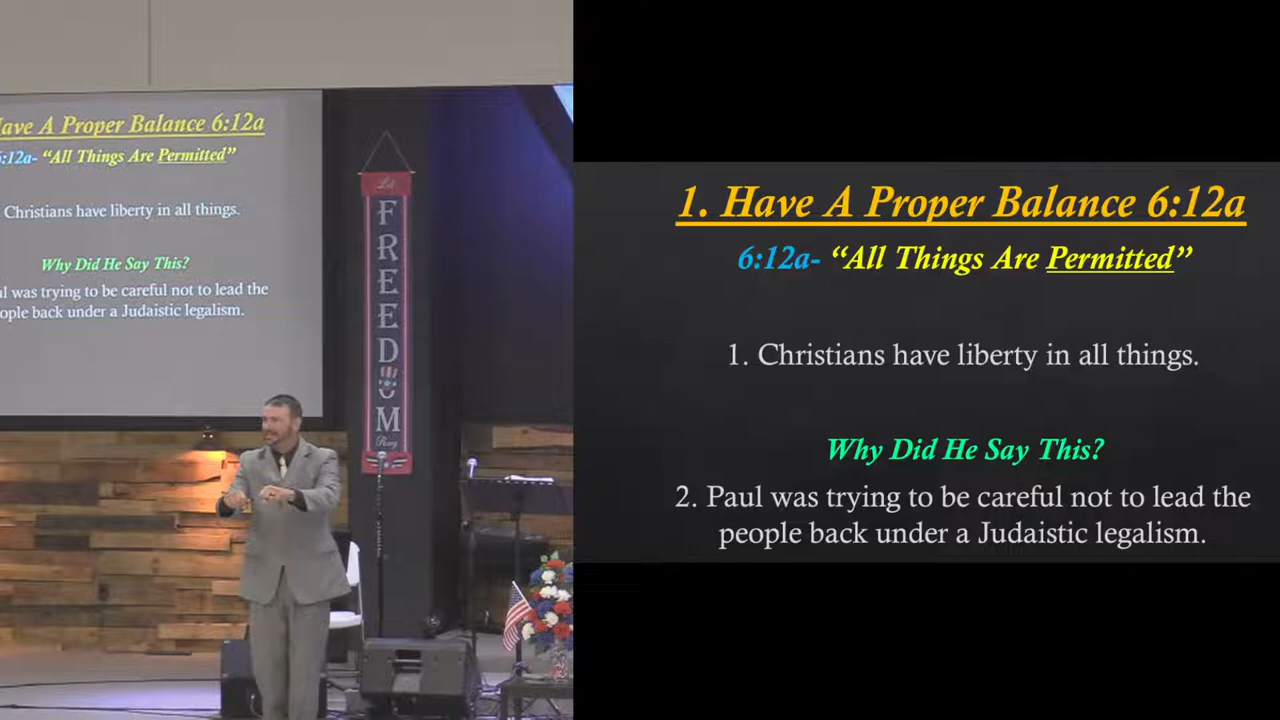 ave A Proper Balance 6:12a
6:12a- “All Things Are Permitted”
Christians have liberty in all things.
Why Did He Say This?
ul was trying to be careful not to lead the
ople back under a Judaistic legalism.
Let
FREEDOM
Ring
1. Have A Proper Balance 6:12a
6:12a- “All Things Are Permitted”
1. Christians have liberty in all things.
Why Did He Say This?
2. Paul was trying to be careful not to lead the
people back under a Judaistic legalism.